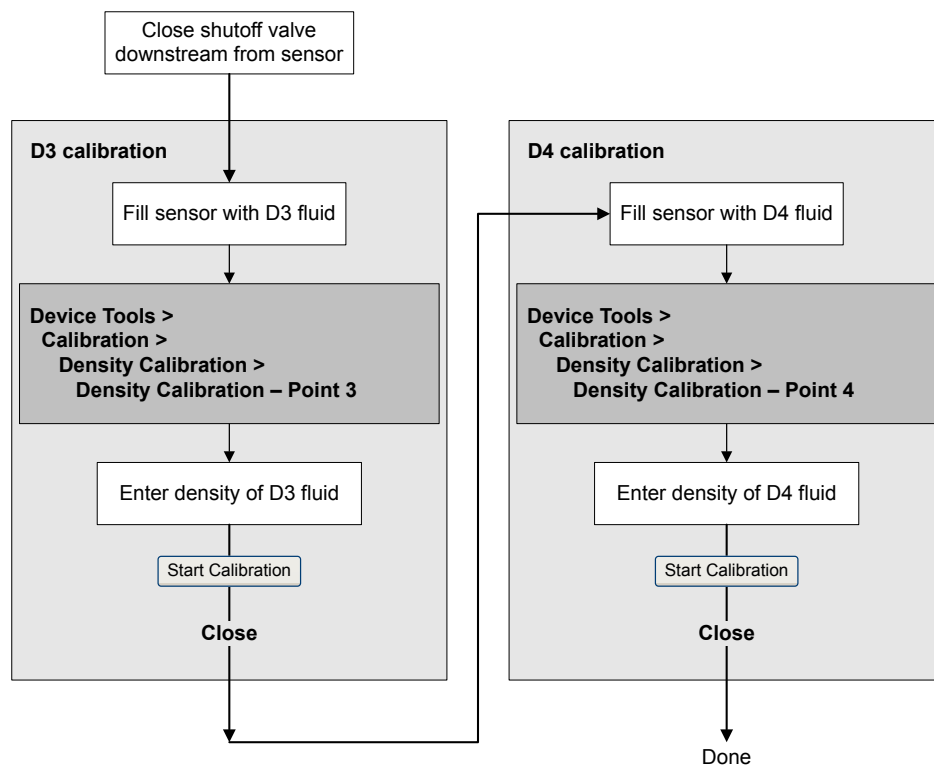 Close shutoff valve
downstream from sensor
D3 calibration
Fill sensor with D3 fluid
Device Tools >
Calibration >
Density Calibration >
Density Calibration – Point 3
Enter density of D3 fluid
Start Calibration
Close
D4 calibration
Fill sensor with D4 fluid
Device Tools >
Calibration >
Density Calibration >
Density Calibration – Point 4
Enter density of D4 fluid
Start Calibration
Close
Done